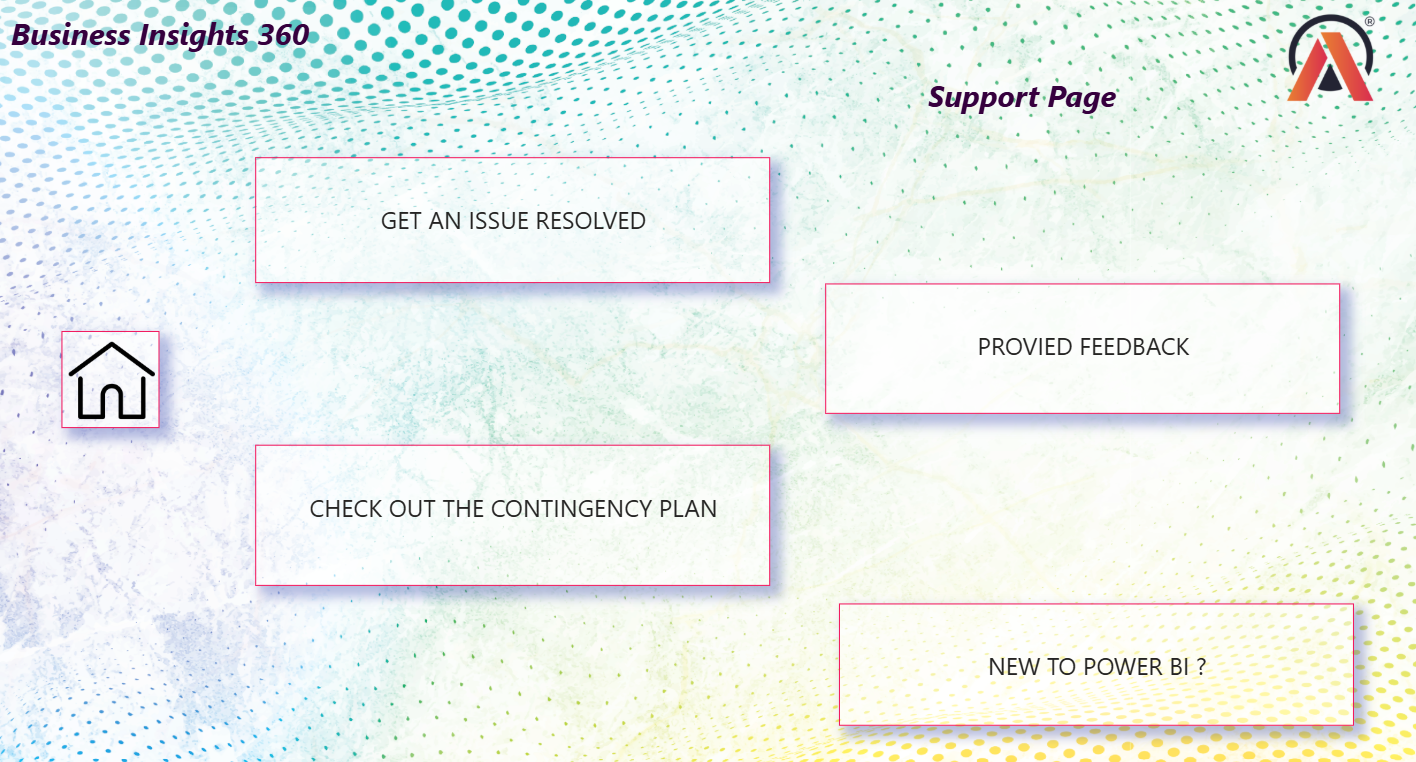 Business Insights 360
®
Support Page
GET AN ISSUE RESOLVED
PROVIED FEEDBACK
CHECK OUT THE CONTINGENCY PLAN
NEW TO POWER BI ?